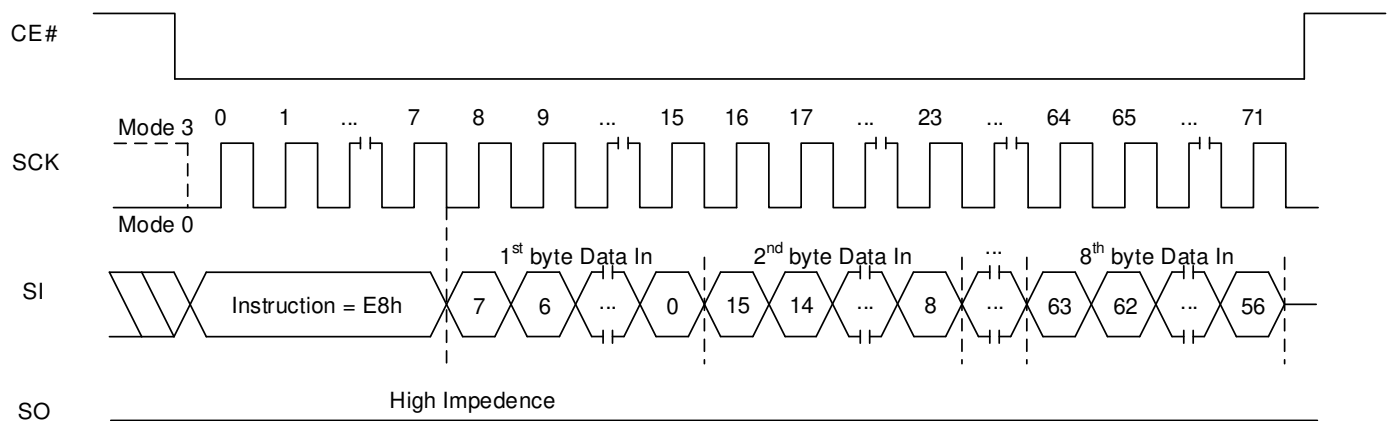 CE#
0 1 ... 7 8 9 ... 15 16 17 ... 23 ... 64 65 ... 71
Mode 3
SCK
Mode 0
1st byte Data In 2nd byte Data In ... 8th byte Data In
SI Instruction = E8h 7 6 ... 0 15 14 ... 8 ... 63 62 ... 56
High Impedence
SO